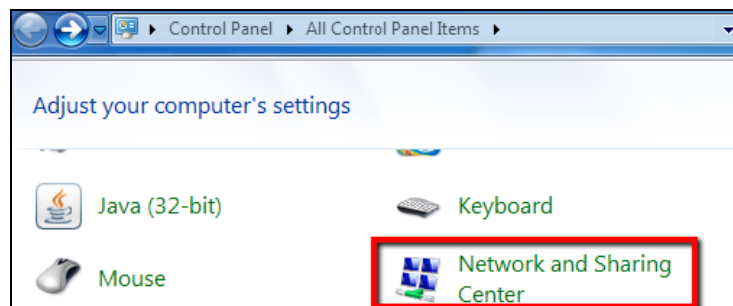 Control Panel All Control Panel Items
Adjust your computer's settings
Java (32-bit) Keyboard
Mouse Network and Sharing
Center